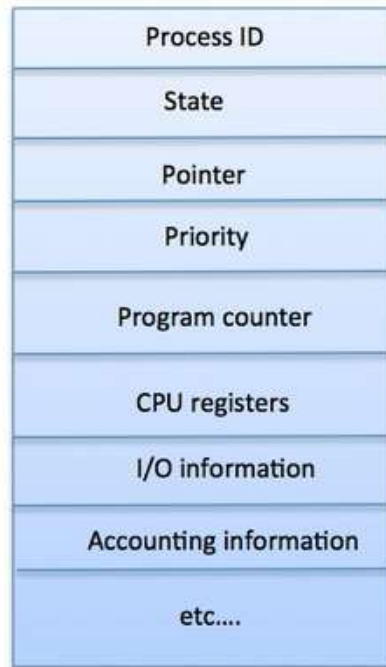 Process ID
State
Pointer
Priority
Program counter
CPU registers
I/O information
Accounting information
etc....